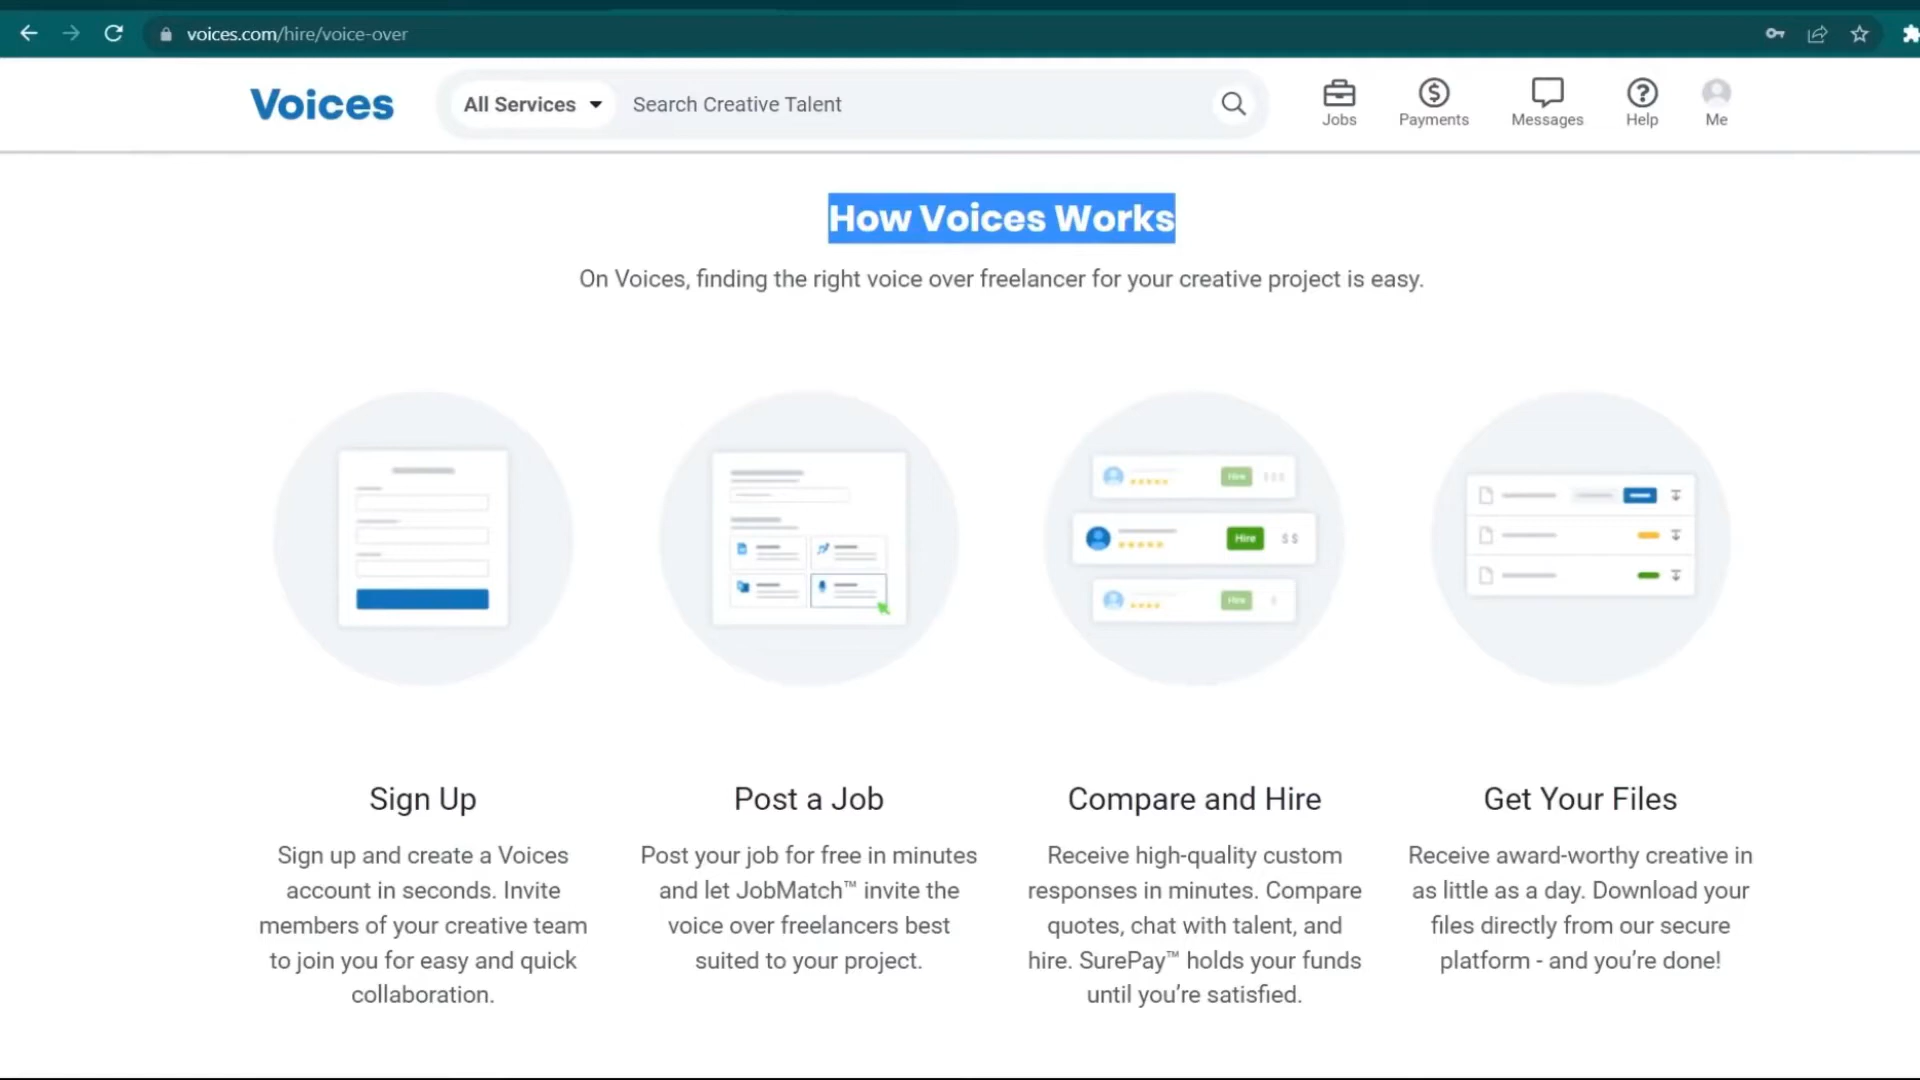 voices.com/hire/voice-over
Voices
All Services
Search Creative Talent
Jobs
Payments
Messages
Help
Me
How Voices Works
On Voices, finding the right voice over freelancer for your creative project is easy.
Hire
$ $ $
Hire
$ $
Hire
$
Sign Up
Sign up and create a Voices
account in seconds. Invite
members of your creative team
to join you for easy and quick
collaboration.
Post a Job
Post your job for free in minutes
and let JobMatch™ invite the
voice over freelancers best
suited to your project.
Compare and Hire
Receive high-quality custom
responses in minutes. Compare
quotes, chat with talent, and
hire. SurePay™ holds your funds
until you’re satisfied.
Get Your Files
Receive award-worthy creative in
as little as a day. Download your
files directly from our secure
platform - and you’re done!